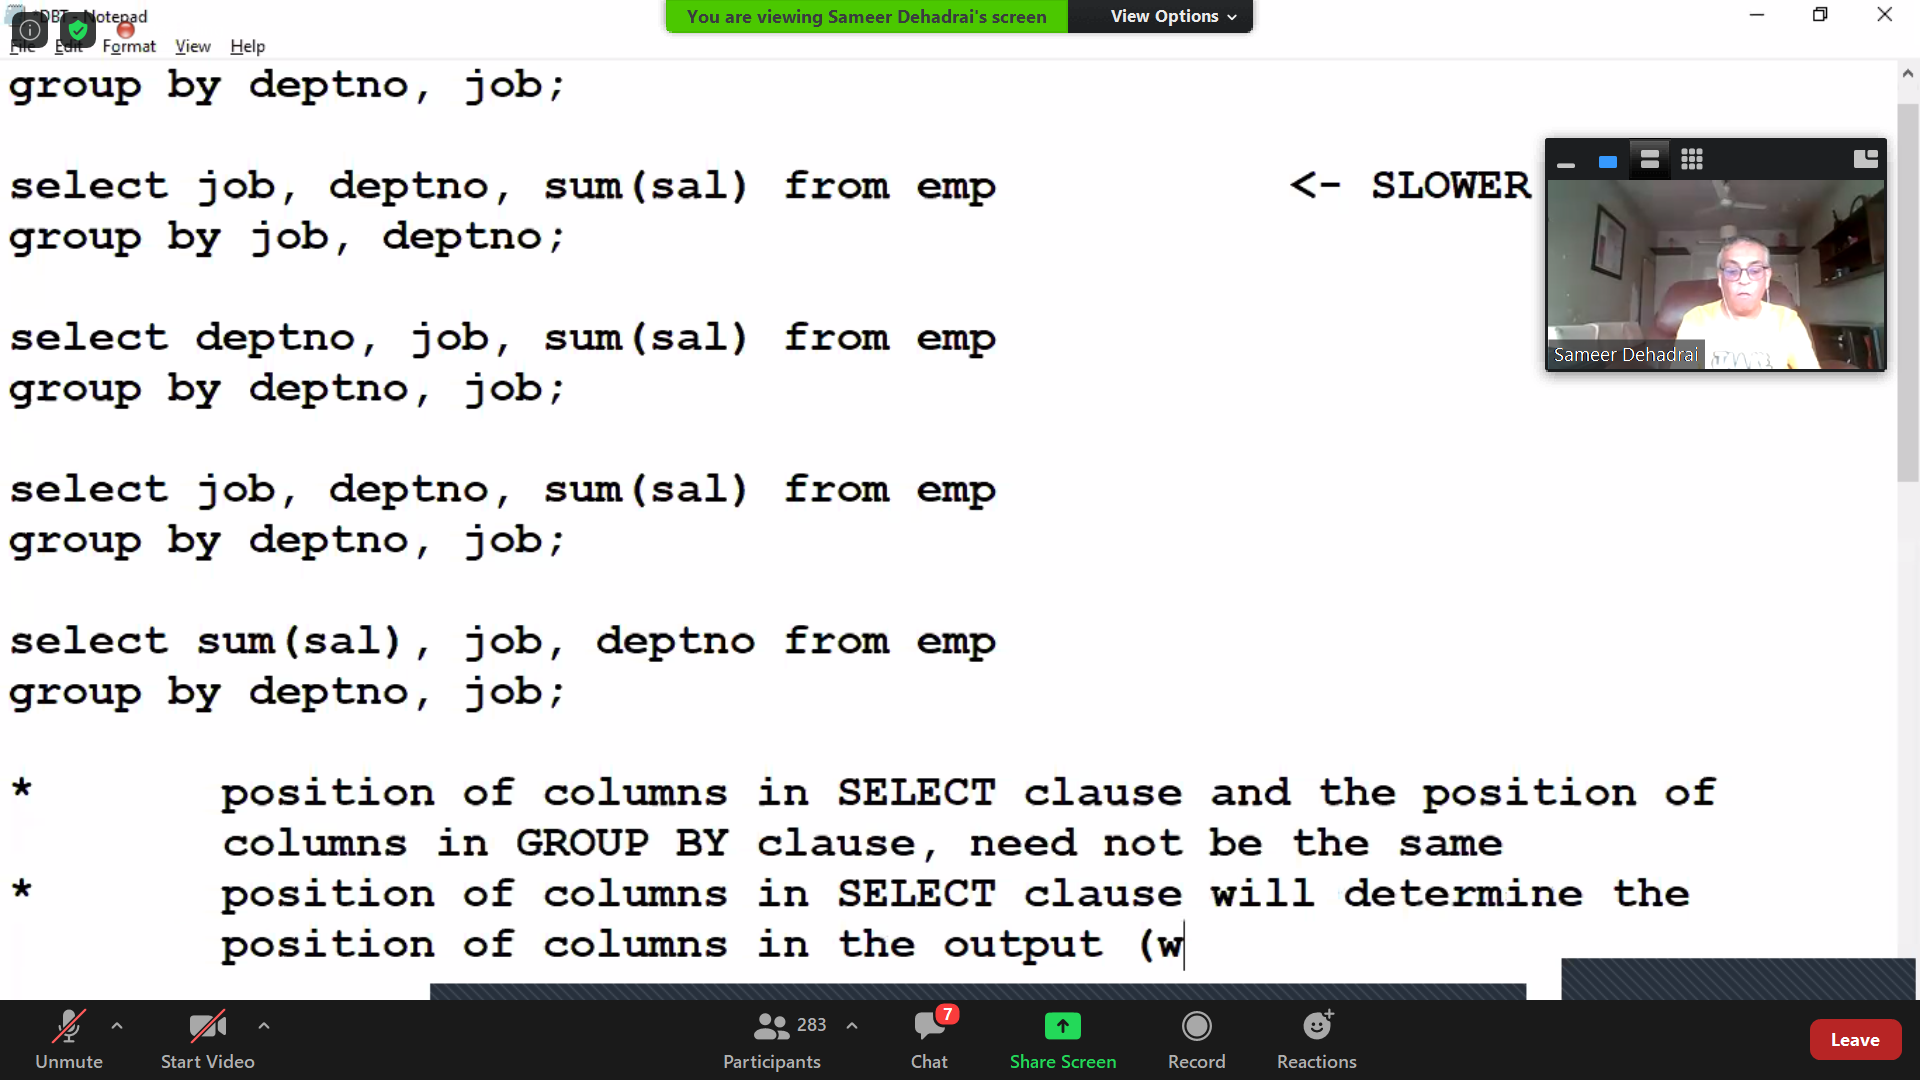 *DBT - Notepad
You are viewing Sameer Dehadrai's screen View Options
File Edit Format View Help
group by deptno, job;
select job, deptno, sum(sal) from emp <- SLOWER
group by job, deptno;
select deptno, job, sum(sal) from emp
group by deptno, job;
Sameer Dehadrai
select job, deptno, sum(sal) from emp
group by deptno, job;
select sum(sal), job, deptno from emp
group by deptno, job;
* position of columns in SELECT clause and the position of
columns in GROUP BY clause, need not be the same
* position of columns in SELECT clause will determine the
position of columns in the output (w
283
7
Unmute Start Video Participants Chat Share Screen Record Reactions Leave